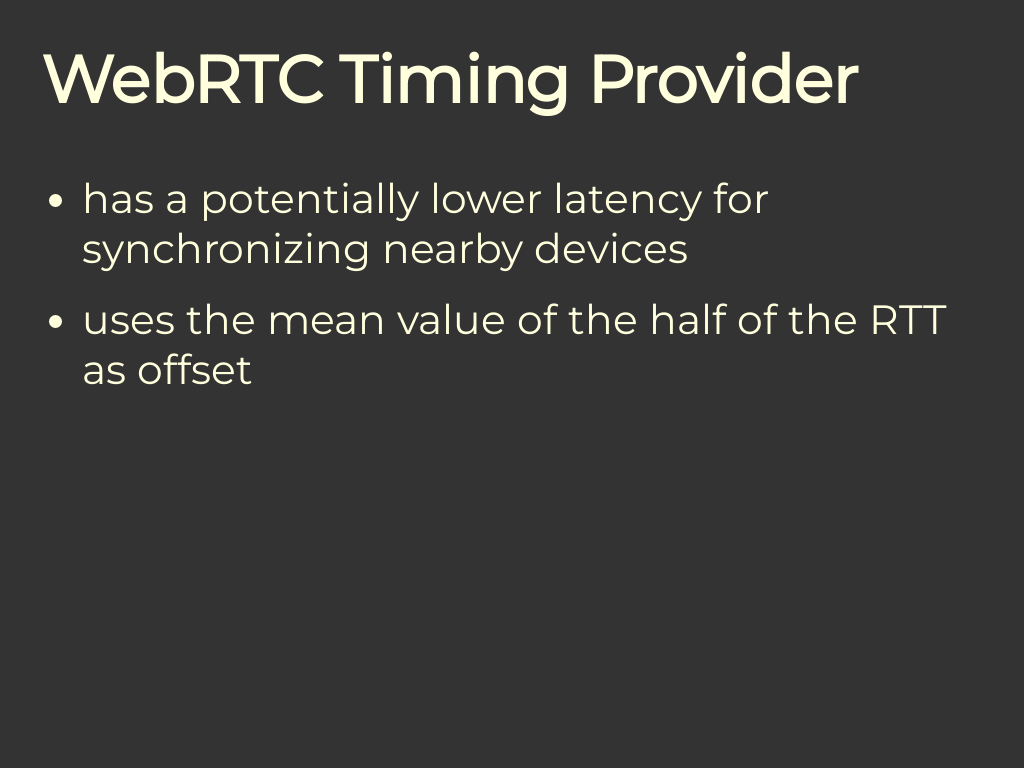 WebRTC Timing Provider
• has a potentially lower latency for
synchronizing nearby devices
• uses the mean value of the half of the RTT
as offset